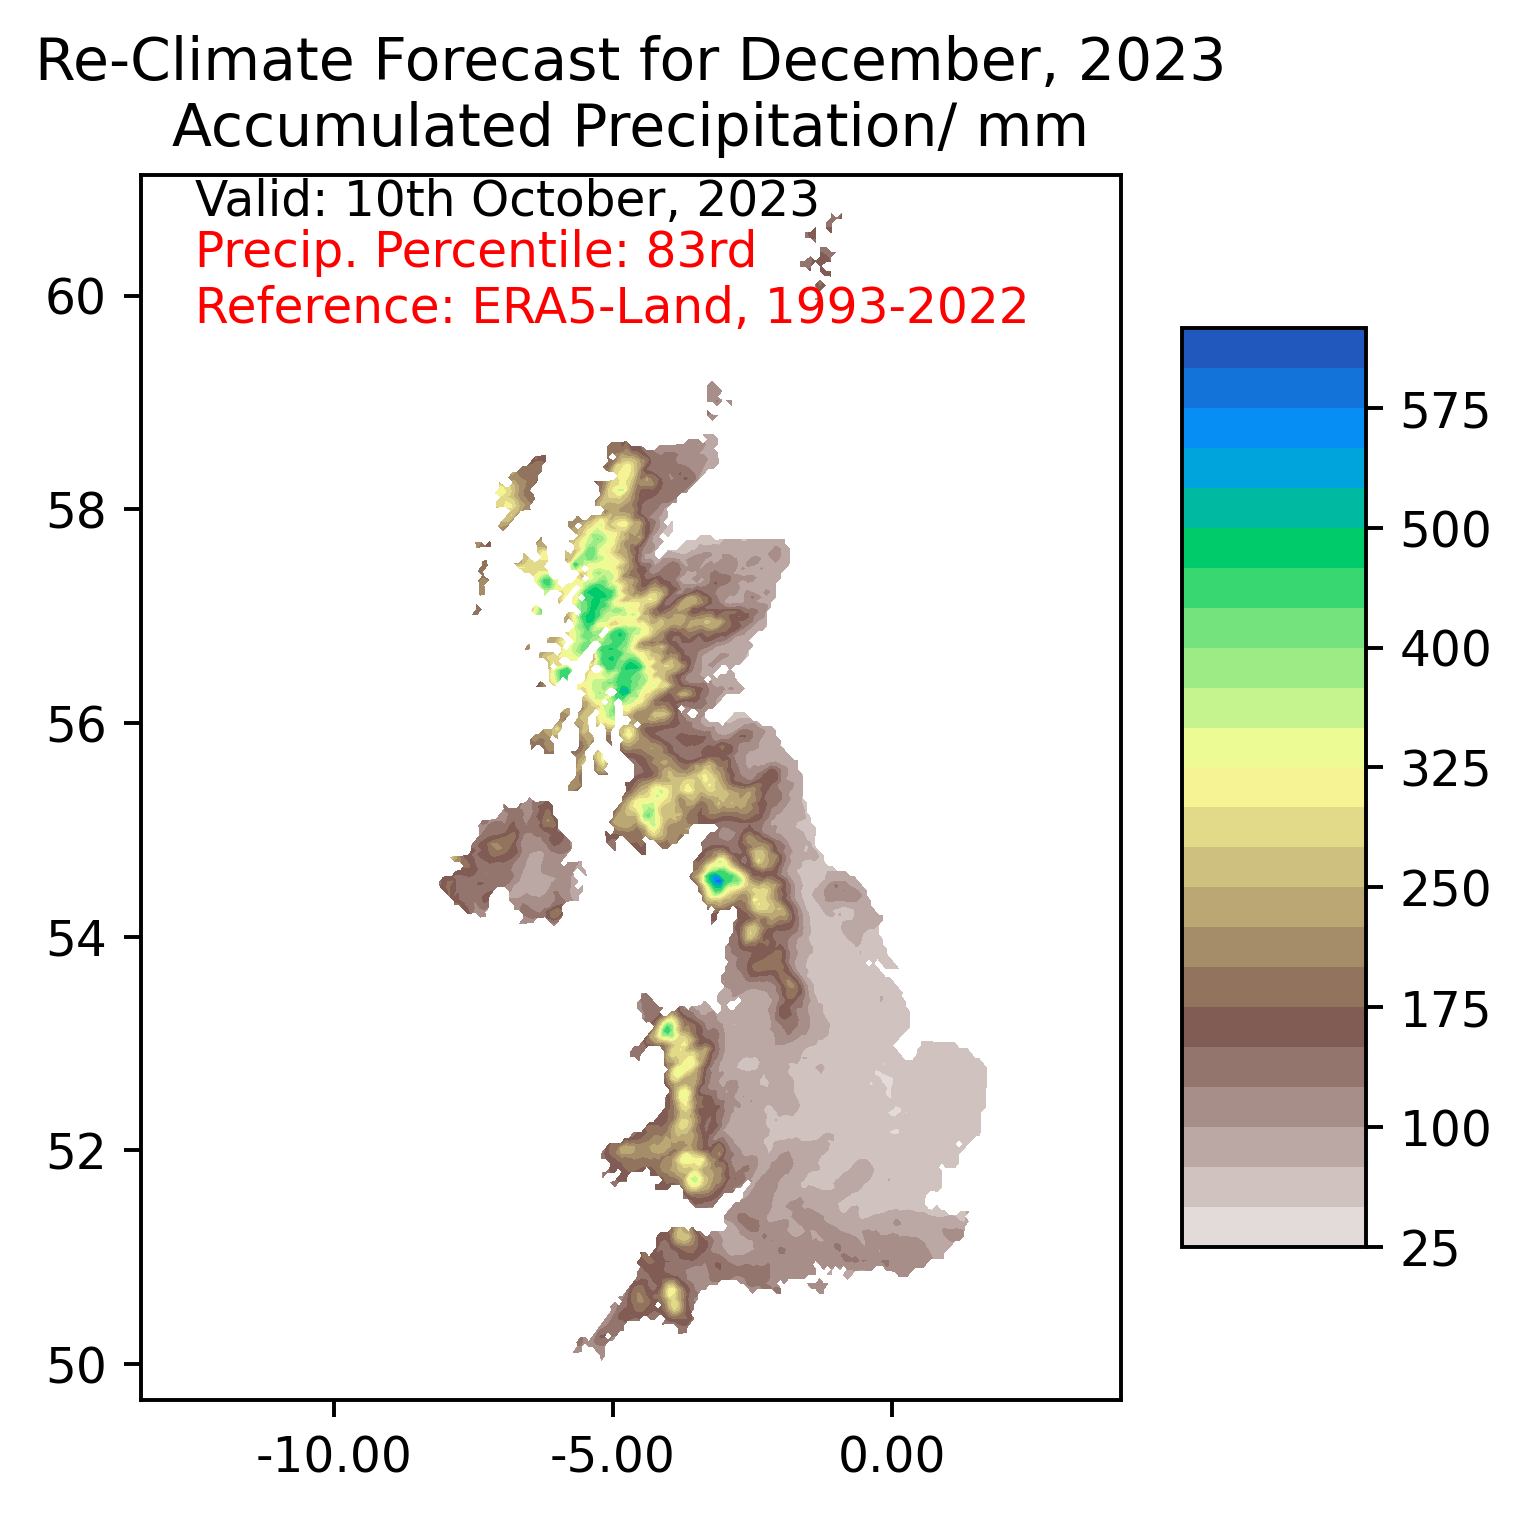 Re-Climate Forecast for December, 2023
Accumulated Precipitation/ mm
Valid: 10th October, 2023
Precip. Percentile: 83rd
Reference: ERA5-Land, 1993-2022
60
58
56
54
52
50
-10.00 -5.00 0.00
575
500
400
325
250
175
100
25